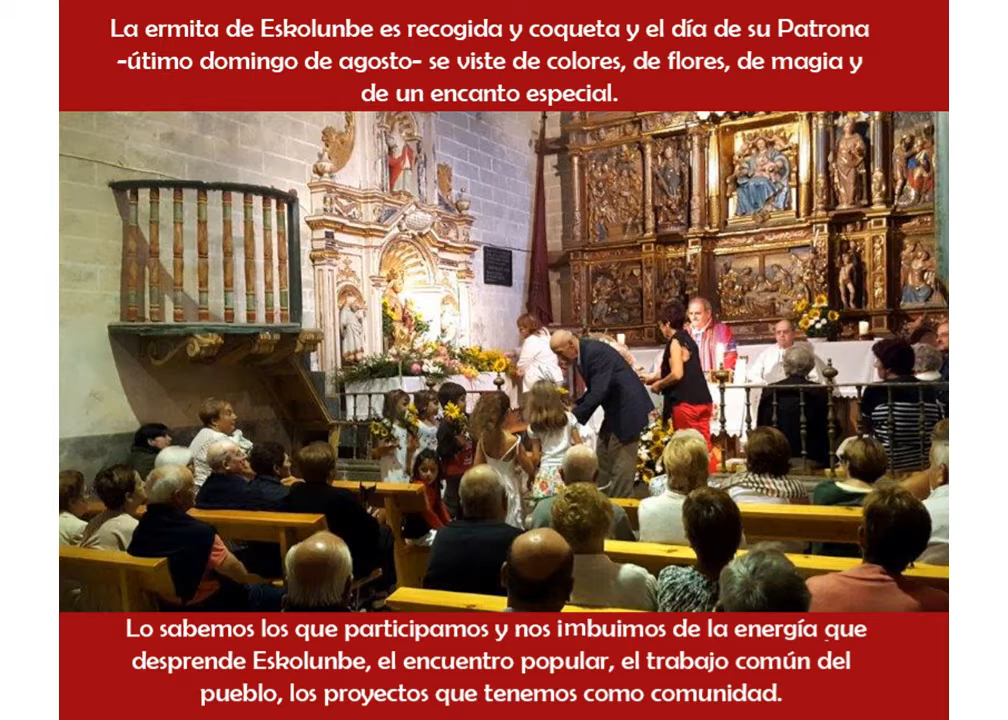 La ermita de Eskolunbe es recogida y coqueta y el día de su Patrona
-útimo domingo de agosto- se viste de colores, de flores, de magia y
de un encanto especial.
Lo sabemos los que participamos y nos imbuimos de la energía que
desprende Eskolunbe, el encuentro popular, el trabajo común del
pueblo, los proyectos que tenemos como comunidad.